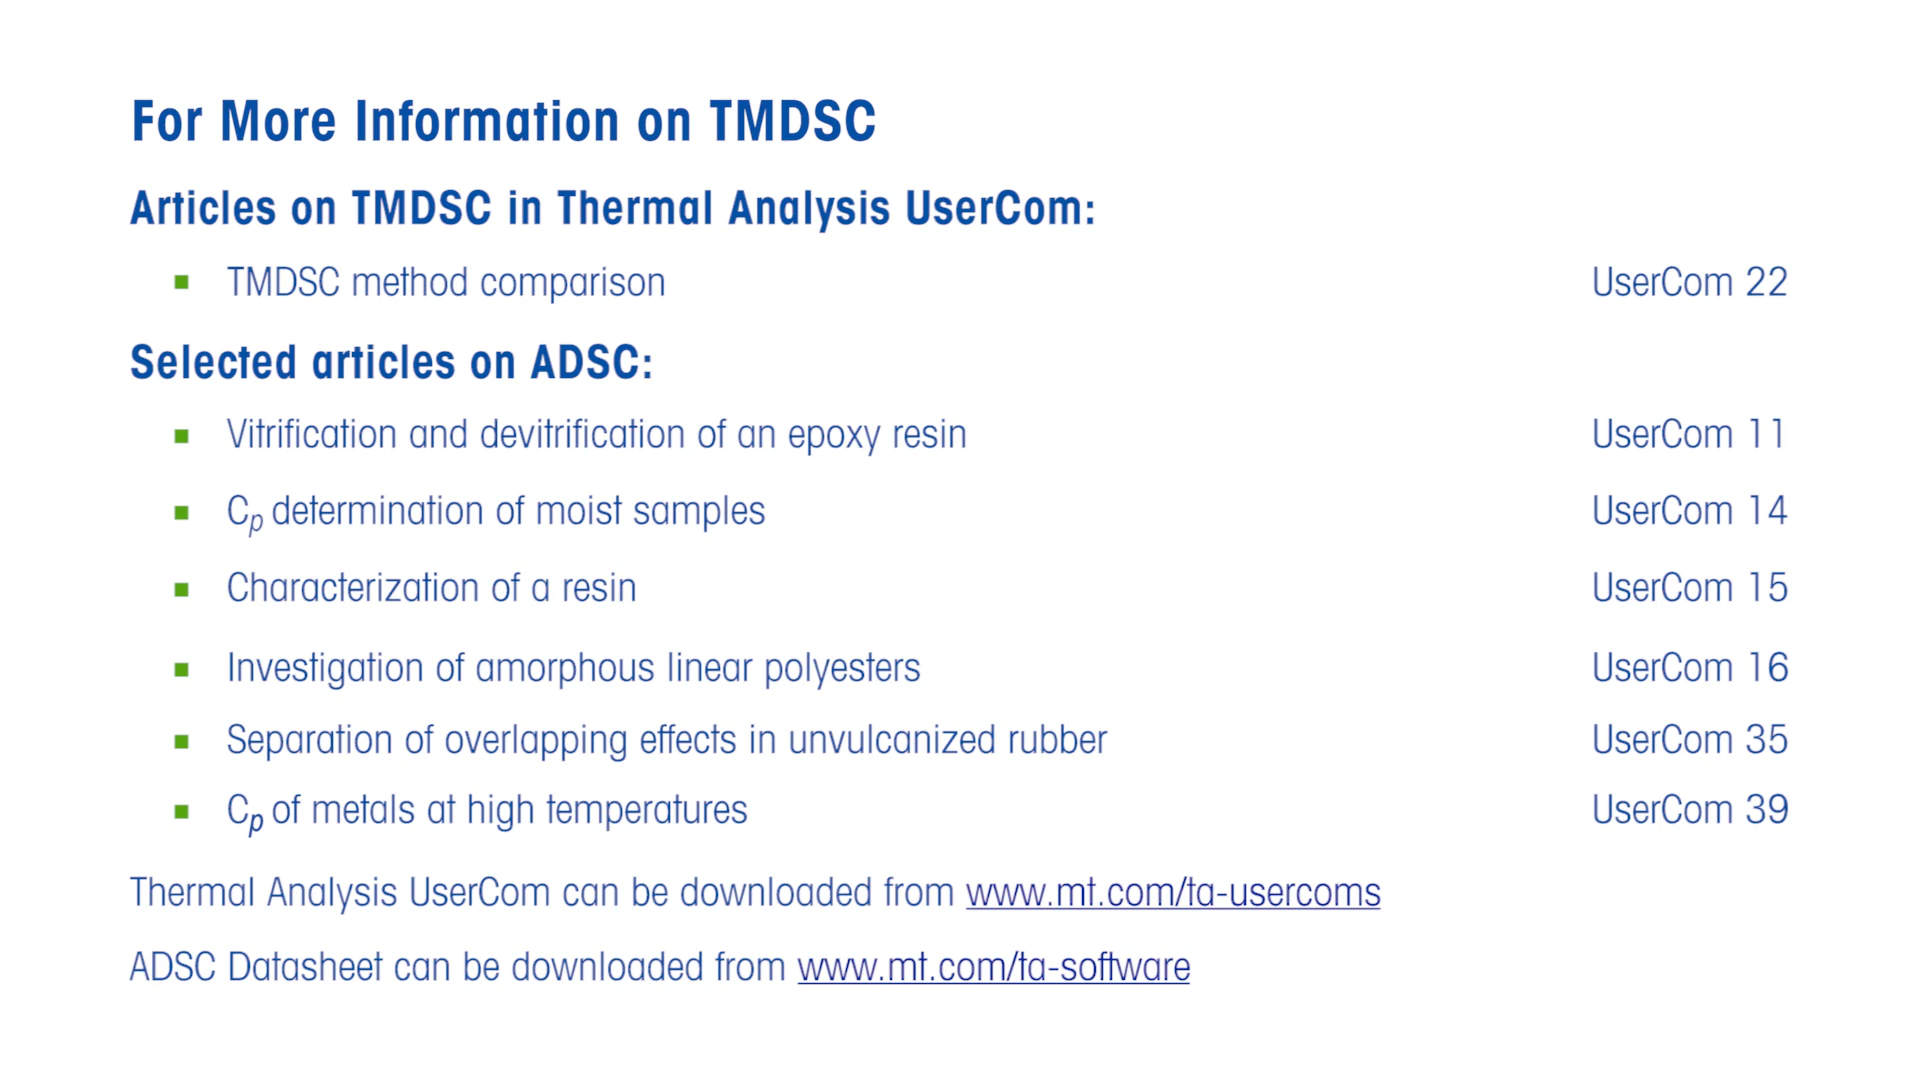 For More Information on TMDSC
Articles on TMDSC in Thermal Analysis UserCom:
▪ TMDSC method comparison UserCom 22
Selected articles on ADSC:
▪ Vitrification and devitrification of an epoxy resin UserCom 11
▪ Cp determination of moist samples UserCom 14
▪ Characterization of a resin UserCom 15
▪ Investigation of amorphous linear polyesters UserCom 16
▪ Separation of overlapping effects in unvulcanized rubber UserCom 35
▪ Cp of metals at high temperatures UserCom 39
Thermal Analysis UserCom can be downloaded from www.mt.com/ta-usercoms
ADSC Datasheet can be downloaded from www.mt.com/ta-software